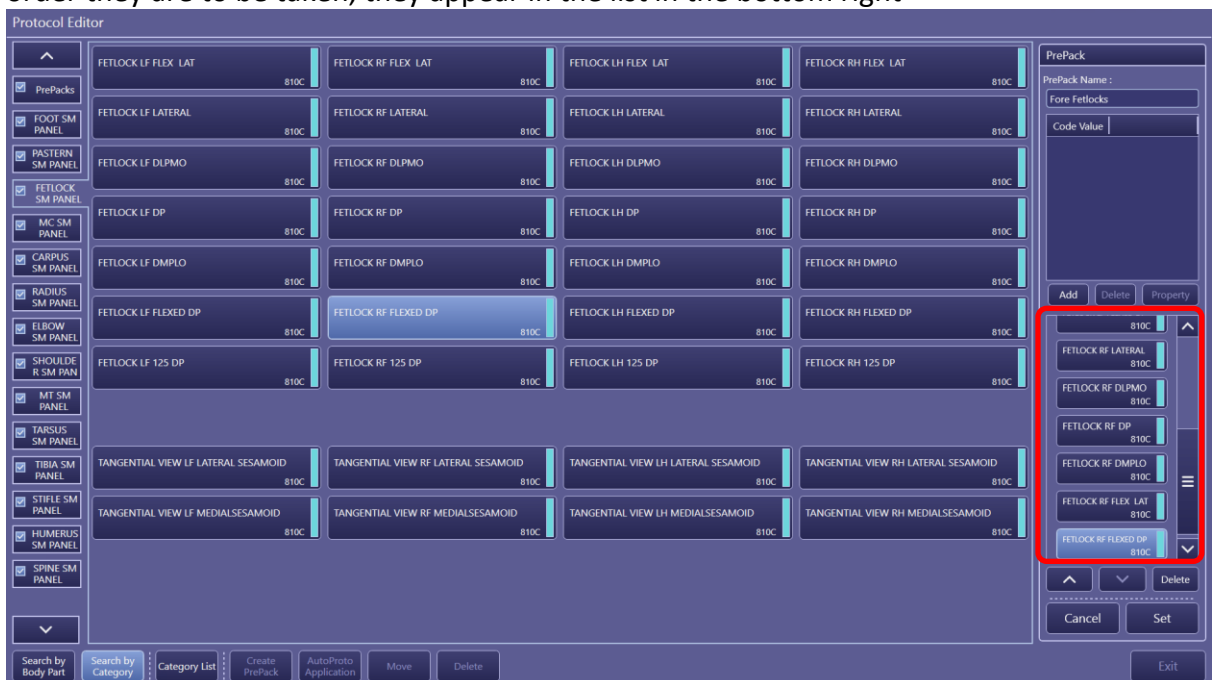 order they are to be taken, they appear in the list in the bottom right
Protocol Editor
PrePacks
FOOT SM
PANEL
PASTERN
SM PANEL
FETLOCK
SM PANEL
MC SM
PANEL
CARPUS
SM PANEL
RADIUS
SM PANEL
ELBOW
SM PANEL
SHOULDE
R SM PAN
MT SM
PANEL
TARSUS
SM PANEL
TIBIA SM
PANEL
STIFLE SM
PANEL
HUMERUS
SM PANEL
SPINE SM
PANEL
FETLOCK LF FLEX LAT
810C
FETLOCK RF FLEX LAT
810C
FETLOCK LH FLEX LAT
810C
FETLOCK RH FLEX LAT
810C
FETLOCK LF LATERAL
810C
FETLOCK RF LATERAL
810C
FETLOCK LH LATERAL
810C
FETLOCK RH LATERAL
810C
FETLOCK LF DLPMO
810C
FETLOCK RF DLPMO
810C
FETLOCK LH DLPMO
810C
FETLOCK RH DLPMO
810C
FETLOCK LF DP
810C
FETLOCK RF DP
810C
FETLOCK LH DP
810C
FETLOCK RH DP
810C
FETLOCK LF DMPLO
810C
FETLOCK RF DMPLO
810C
FETLOCK LH DMPLO
810C
FETLOCK RH DMPLO
810C
FETLOCK LF FLEXED DP
810C
FETLOCK RF FLEXED DP
810C
FETLOCK LH FLEXED DP
810C
FETLOCK RH FLEXED DP
810C
FETLOCK LF 125 DP
810C
FETLOCK RF 125 DP
810C
FETLOCK LH 125 DP
810C
FETLOCK RH 125 DP
810C
TANGENTIAL VIEW LF LATERAL SESAMOID
810C
TANGENTIAL VIEW RF LATERAL SESAMOID
810C
TANGENTIAL VIEW LH LATERAL SESAMOID
810C
TANGENTIAL VIEW RH LATERAL SESAMOID
810C
TANGENTIAL VIEW LF MEDIALSESAMOID
810C
TANGENTIAL VIEW RF MEDIALSESAMOID
810C
TANGENTIAL VIEW LH MEDIALSESAMOID
810C
TANGENTIAL VIEW RH MEDIALSESAMOID
810C
PrePack
PrePack Name :
Fore Fetlocks
Code Value
Add Delete Property
810C
FETLOCK RF LATERAL
810C
FETLOCK RF DLPMO
810C
FETLOCK RF DP
810C
FETLOCK RF DMPLO
810C
FETLOCK RF FLEX LAT
810C
FETLOCK RF FLEXED DP
810C
Delete
Cancel Set
Search by
Body Part
Search by
Category
Category List
Create
PrePack
AutoProto
Application
Move
Delete
Exit